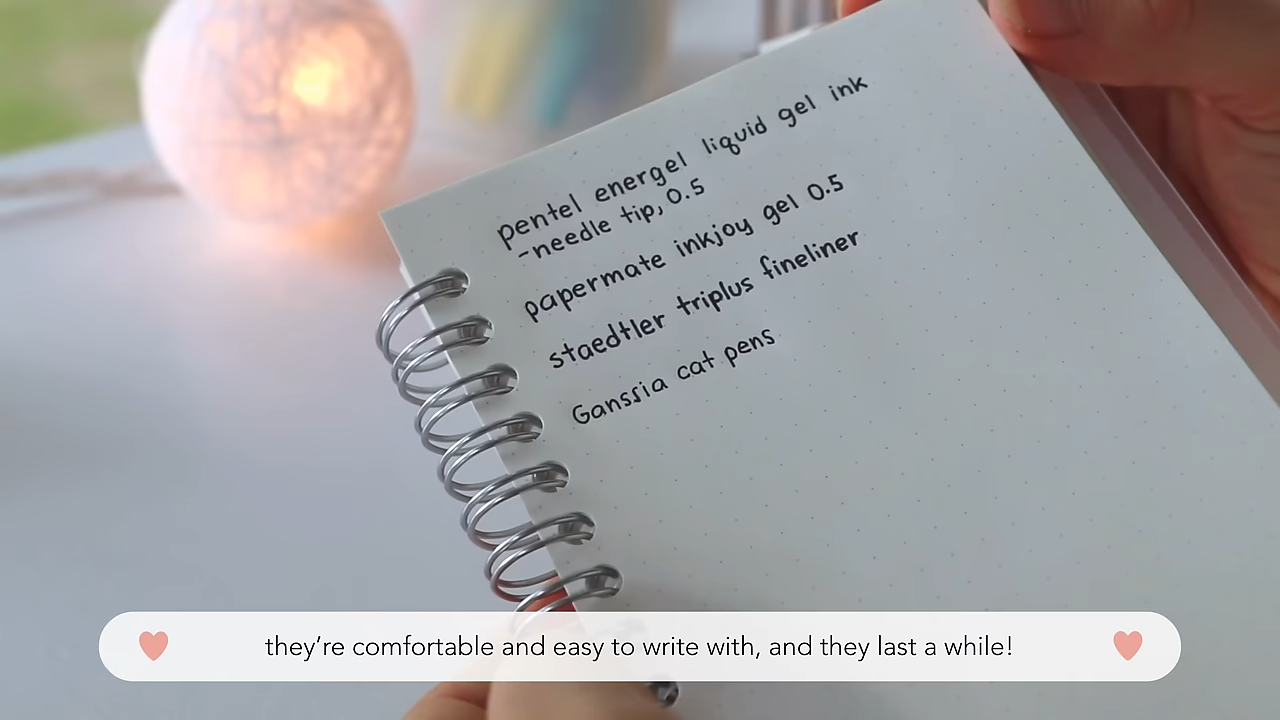 pentel energel liquid gel ink
-needle tip, 0.5
papermate inkjoy gel 0.5
staedtler triplus fineliner
Ganssia cat pens
they're comfortable and easy to write with, and they last a while!